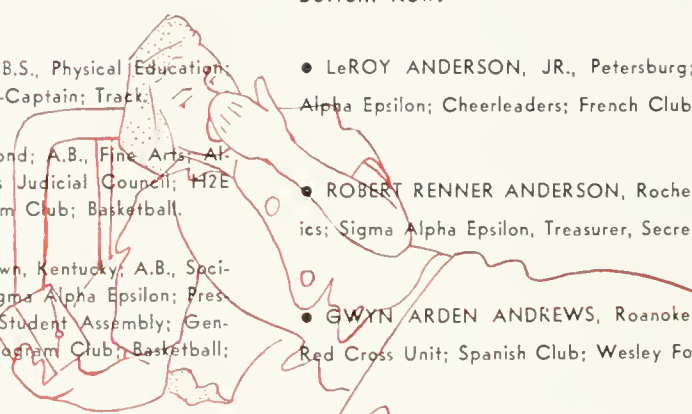 B.S., Physical Education;
-Captain; Track.
ond; A.B., Fine Arts; Al-
s Judicial Council; H2E
m Club; Basketball.
wn, Kentucky; A.B., Soci-
gma Alpha Epsilon; Pres-
Student Assembly; Gen-
ogram Club; Basketball;
• LeROY ANDERSON, JR., Petersburg;
Alpha Epsilon; Cheerleaders; French Club
• ROBERT RENNER ANDERSON, Roche
ics; Sigma Alpha Epsilon, Treasurer, Secre
• GWYN ARDEN ANDREWS, Roanoke
Red Cross Unit; Spanish Club; Wesley Fo